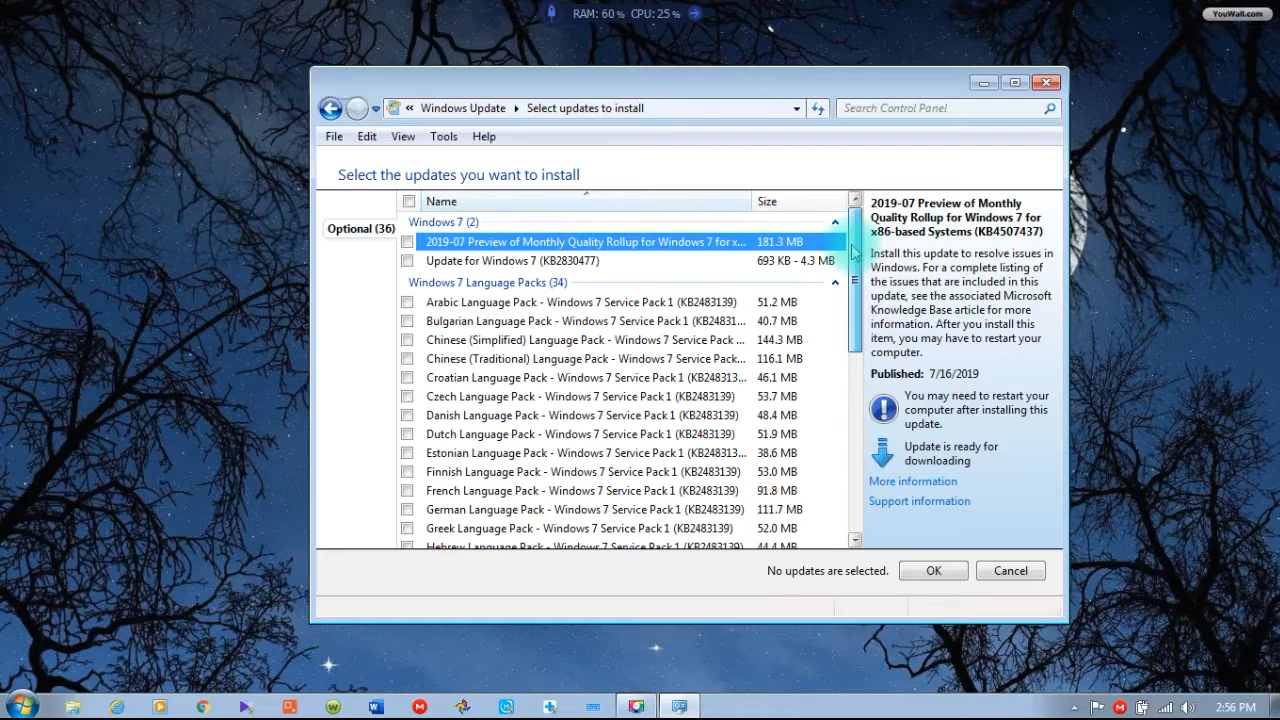 RAM: 60 % CPU: 25 %
YouWall.com
« Windows Update Select updates to install
Search Control Panel
File Edit View Tools Help
Select the updates you want to install
Name Size
Optional (36)
Windows 7 (2)
2019-07 Preview of Monthly Quality Rollup for Windows 7 for x... 181.3 MB
Update for Windows 7 (KB2830477) 693 KB - 4.3 MB
Windows 7 Language Packs (34)
Arabic Language Pack - Windows 7 Service Pack 1 (KB2483139) 51.2 MB
Bulgarian Language Pack - Windows 7 Service Pack 1 (KB24831... 40.7 MB
Chinese (Simplified) Language Pack - Windows 7 Service Pack ... 144.3 MB
Chinese (Traditional) Language Pack - Windows 7 Service Pack ... 116.1 MB
Croatian Language Pack - Windows 7 Service Pack 1 (KB248313... 46.1 MB
Czech Language Pack - Windows 7 Service Pack 1 (KB2483139) 53.7 MB
Danish Language Pack - Windows 7 Service Pack 1 (KB2483139) 48.4 MB
Dutch Language Pack - Windows 7 Service Pack 1 (KB2483139) 51.9 MB
Estonian Language Pack - Windows 7 Service Pack 1 (KB248313... 38.6 MB
Finnish Language Pack - Windows 7 Service Pack 1 (KB2483139) 53.0 MB
French Language Pack - Windows 7 Service Pack 1 (KB2483139) 91.8 MB
German Language Pack - Windows 7 Service Pack 1 (KB2483139) 111.7 MB
Greek Language Pack - Windows 7 Service Pack 1 (KB2483139) 52.0 MB
Hebrew Language Pack - Windows 7 Service Pack 1 (KB2483139) 44.4 MB
2019-07 Preview of Monthly
Quality Rollup for Windows 7 for
x86-based Systems (KB4507437)
Install this update to resolve issues in
Windows. For a complete listing of
the issues that are included in this
update, see the associated Microsoft
Knowledge Base article for more
information. After you install this
item, you may have to restart your
computer.
Published: 7/16/2019
You may need to restart your
computer after installing this
update.
Update is ready for
downloading
More information
Support information
No updates are selected. OK Cancel
2:56 PM